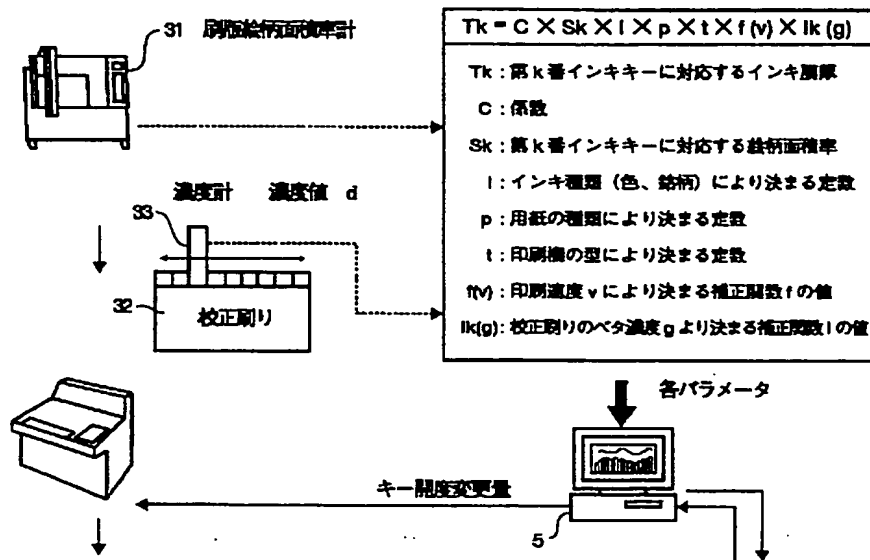 31 刷版絵柄面積率計
Tk = C × Sk × I × p × t × f (v) × lk (g)
Tk : 第k番インキキーに対応するインキ膜厚
C : 係数
Sk : 第k番インキキーに対応する絵柄面積率
I : インキ種類（色、銘柄）により決まる定数
p : 用紙の種類により決まる定数
t : 印刷機の型により決まる定数
f(v) : 印刷速度vにより決まる補正関数fの値
lk(g) : 校正刷りのベタ濃度gより決まる補正関数lの値
濃度計 濃度値 d
33
32
校正刷り
各パラメータ
キー開度変更量
5